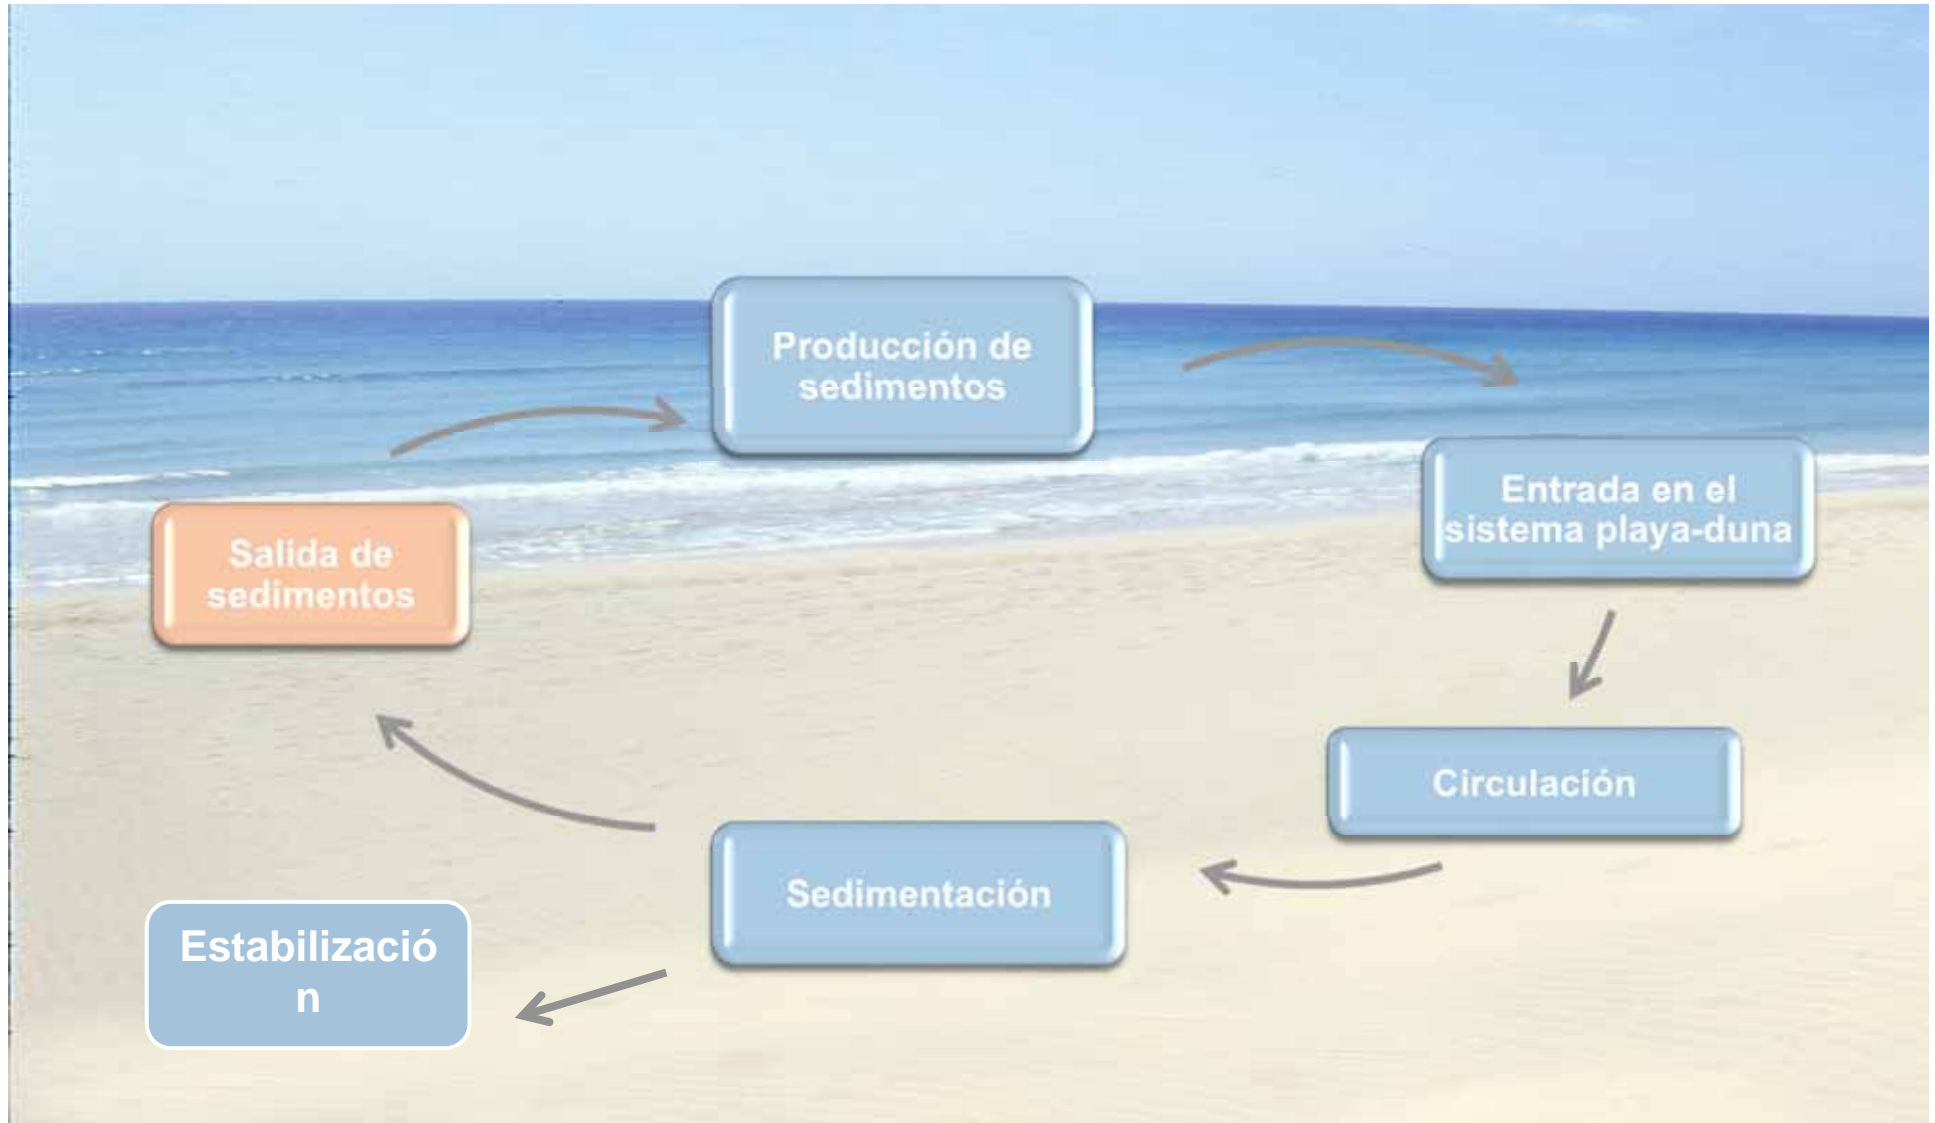 Producción de
sedimentos
Entrada en el
sistema playa-duna
Salida de
sedimentos
Circulación
Sedimentación
Estabilizació
n